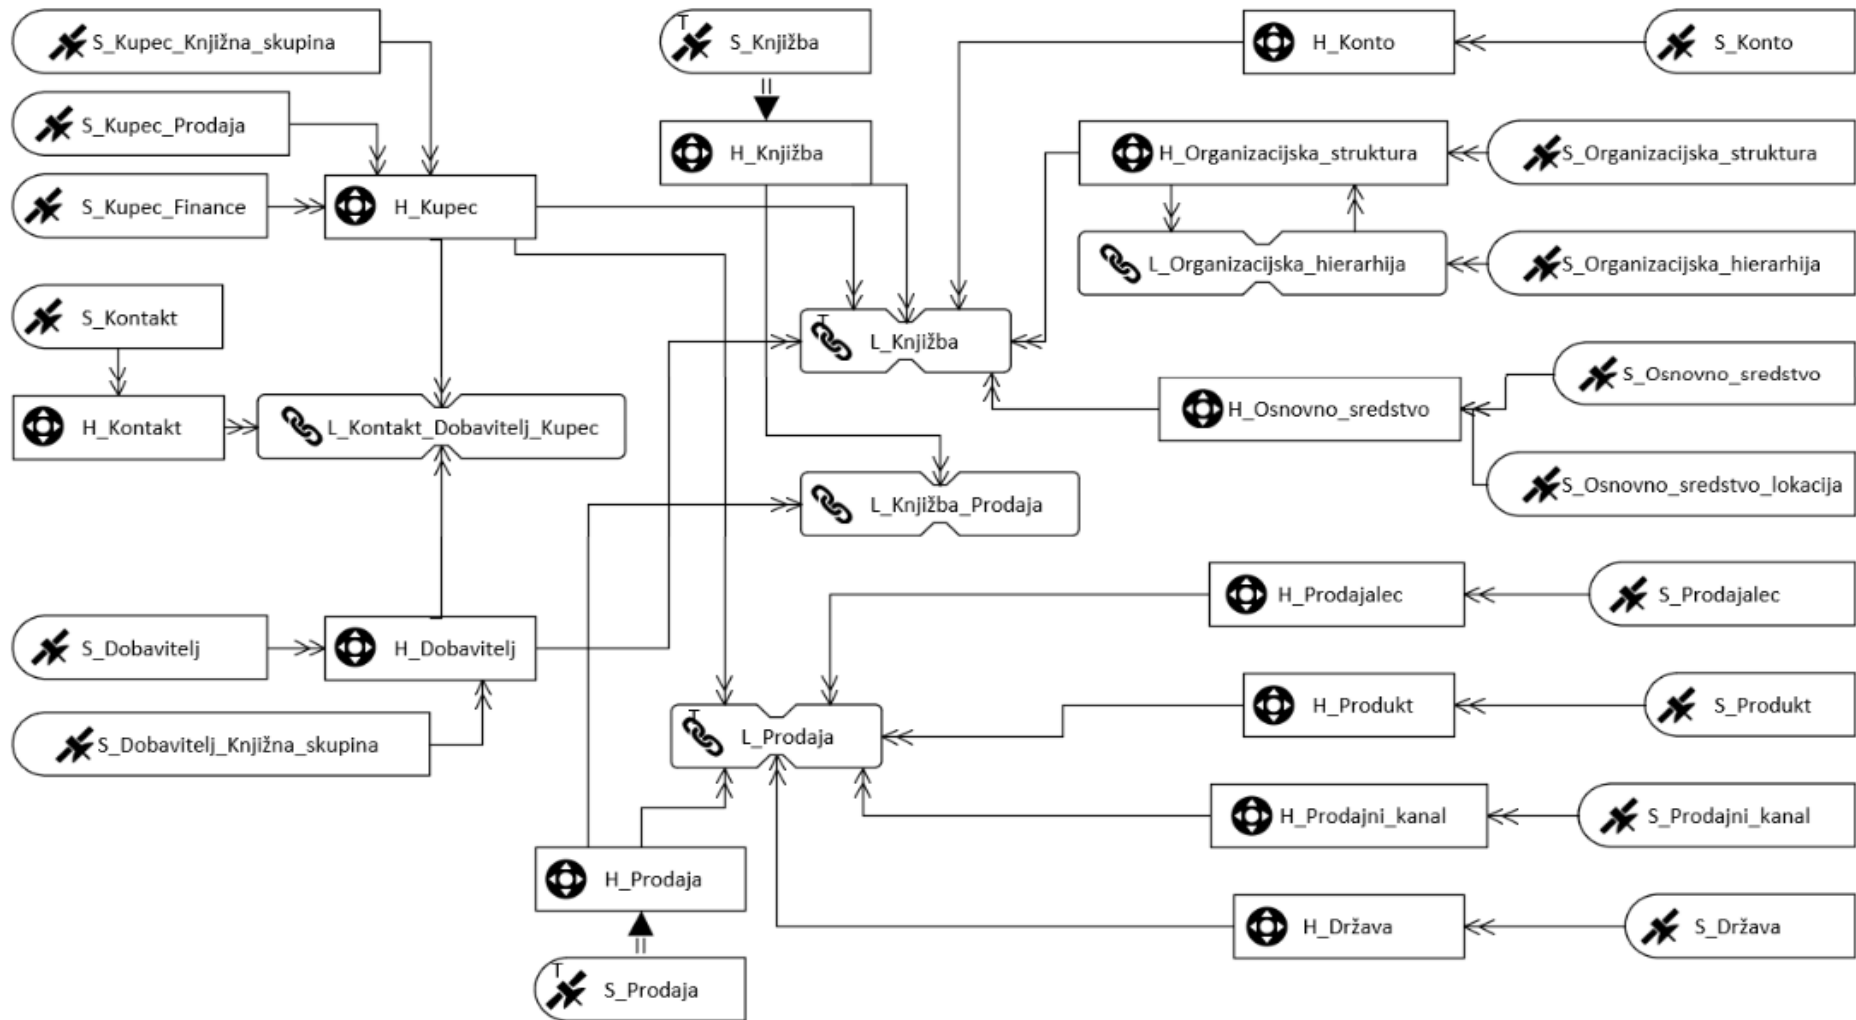 S_Kupec_Knjižna_skupina
T
S_Knjižba
H_Konto
S_Konto
S_Kupec_Prodaja
H_Knjižba
H_Organizacijska_struktura
S_Organizacijska_struktura
S_Kupec_Finance
H_Kupec
L_Organizacijska_hierarhija
S_Organizacijska_hierarhija
S_Kontakt
T
L_Knjižba
S_Osnovno_sredstvo
H_Osnovno_sredstvo
H_Kontakt
L_Kontakt_Dobavitelj_Kupec
S_Osnovno_sredstvo_lokacija
L_Knjižba_Prodaja
H_Prodajalec
S_Prodajalec
S_Dobavitelj
H_Dobavitelj
H_Produkt
S_Produkt
T
L_Prodaja
S_Dobavitelj_Knjižna_skupina
H_Prodajni_kanal
S_Prodajni_kanal
H_Prodaja
H_Država
S_Država
T
S_Prodaja